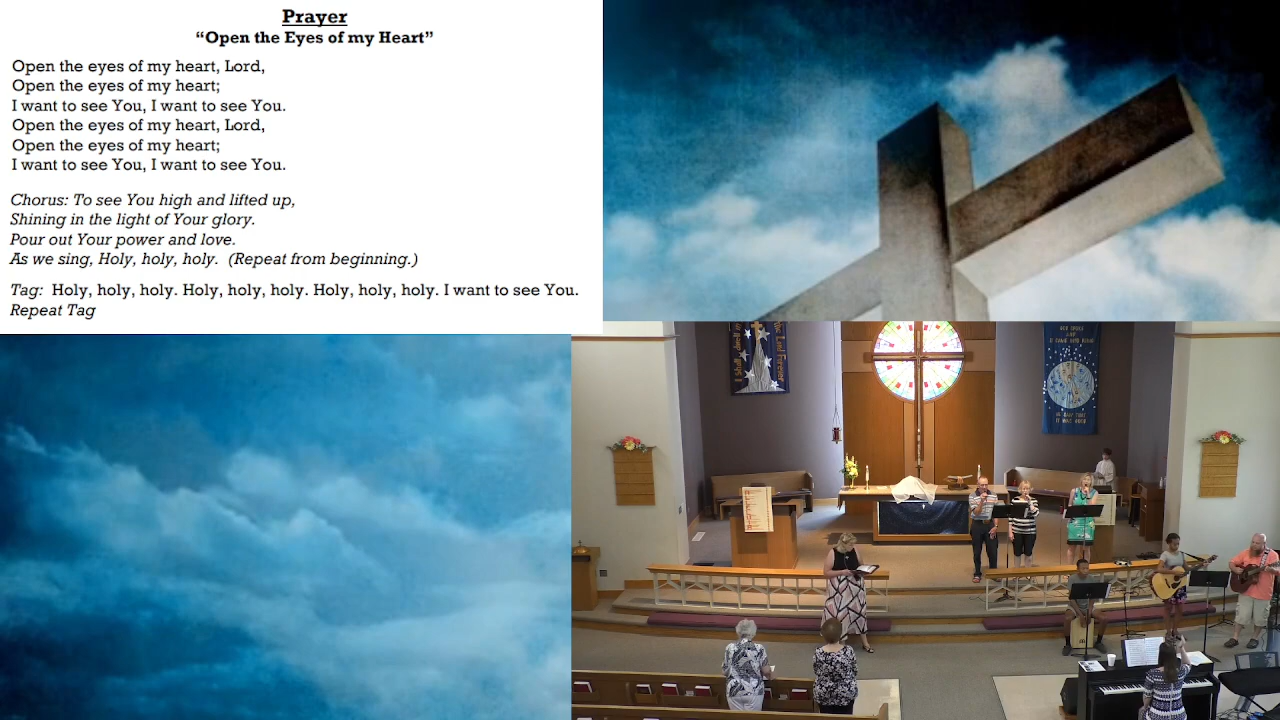 Prayer
“Open the Eyes of my Heart”
Open the eyes of my heart, Lord,
Open the eyes of my heart;
I want to see You, I want to see You.
Open the eyes of my heart, Lord,
Open the eyes of my heart;
I want to see You, I want to see You.
Chorus: To see You high and lifted up,
Shining in the light of Your glory.
Pour out Your power and love.
As we sing, Holy, holy, holy.  (Repeat from beginning.)
Tag:  Holy, holy, holy. Holy, holy, holy. Holy, holy, holy. I want to see You.
Repeat Tag
I shall dwell in
Lord Forever